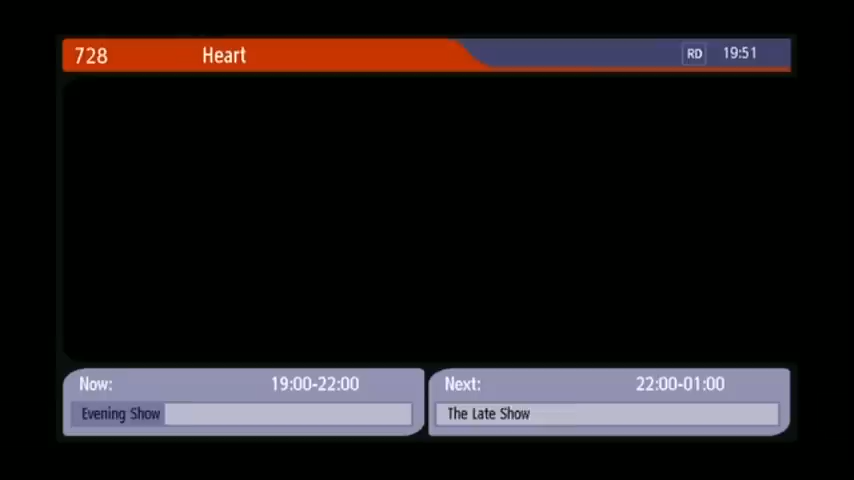 728 Heart RD 19:51
Now: 19:00-22:00 Next: 22:00-01:00
Evening Show The Late Show